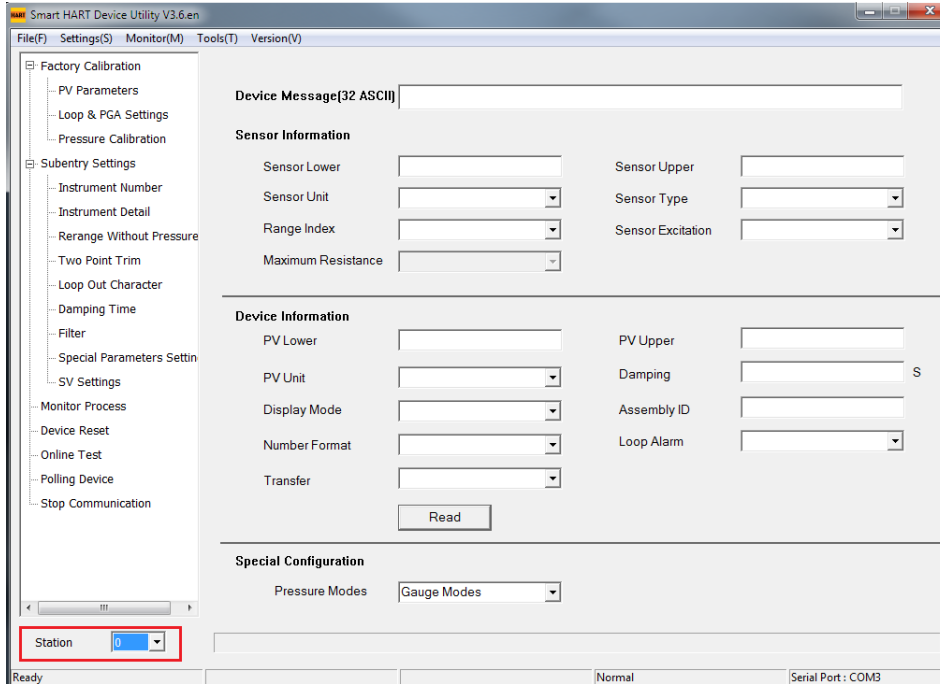 HART Smart HART Device Utility V3.6.en
File(F) Settings(S) Monitor(M) Tools(T) Version(V)
Factory Calibration
PV Parameters
Loop & PGA Settings
Pressure Calibration
Subentry Settings
Instrument Number
Instrument Detail
Rerange Without Pressure
Two Point Trim
Loop Out Character
Damping Time
Filter
Special Parameters Settin
SV Settings
Monitor Process
Device Reset
Online Test
Polling Device
Stop Communication
Station 0
Device Message(32 ASCII)
Sensor Information
Sensor Lower Sensor Upper
Sensor Unit Sensor Type
Range Index Sensor Excitation
Maximum Resistance
Device Information
PV Lower PV Upper
PV Unit Damping S
Display Mode Assembly ID
Number Format Loop Alarm
Transfer
Read
Special Configuration
Pressure Modes Gauge Modes
Ready Normal Serial Port : COM3